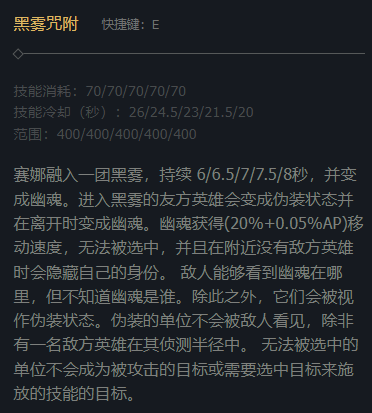 黑雾咒附 快捷键：E
技能消耗：70/70/70/70/70
技能冷却（秒）：26/24.5/23/21.5/20
范围：400/400/400/400/400
赛娜融入一团黑雾，持续 6/6.5/7/7.5/8秒，并变
成幽魂。进入黑雾的友方英雄会变成伪装状态并
在离开时变成幽魂。幽魂获得(20%+0.05%AP)移
动速度，无法被选中，并且在附近没有敌方英雄
时会隐藏自己的身份。 敌人能够看到幽魂在哪
里，但不知道幽魂是谁。除此之外，它们会被视
作伪装状态。伪装的单位不会被敌人看见，除非
有一名敌方英雄在其侦测半径中。 无法被选中的
单位不会成为被攻击的目标或需要选中目标来施
放的技能的目标。